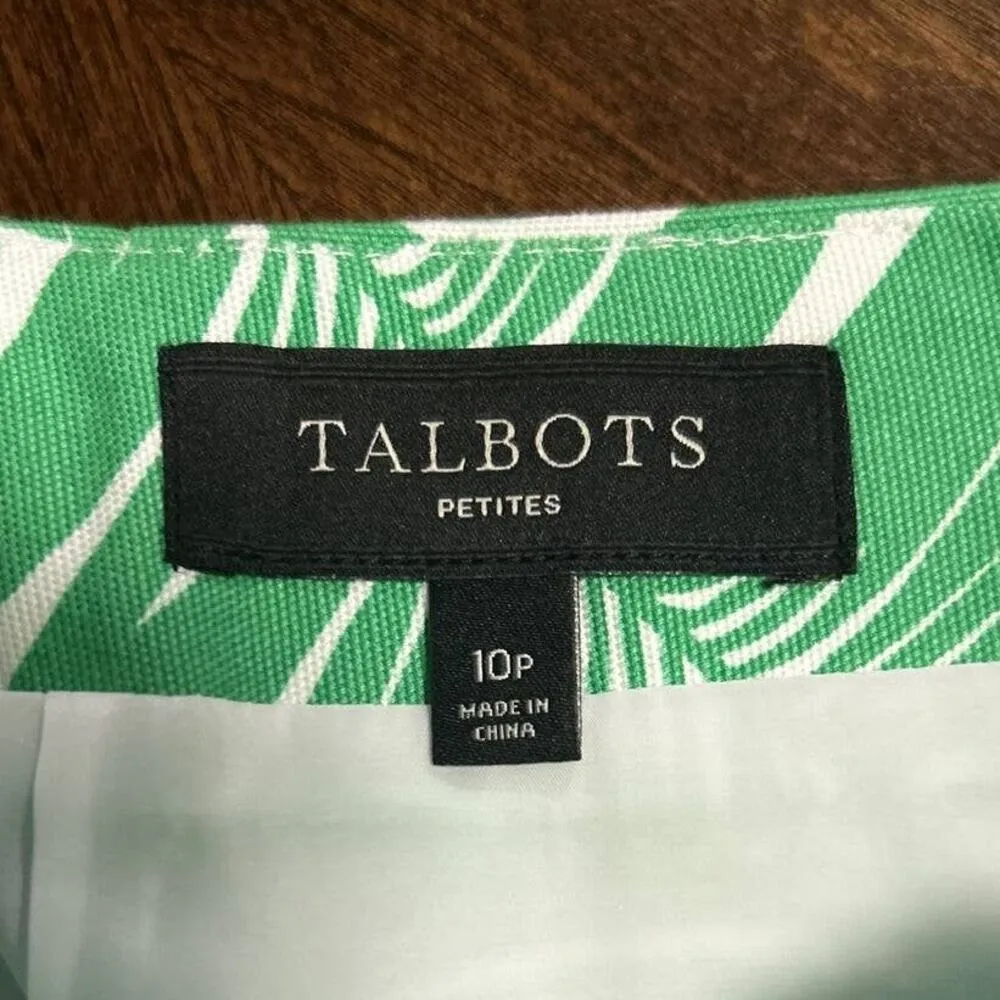 TALBOTS
PETITES
10P
MADE IN
CHINA